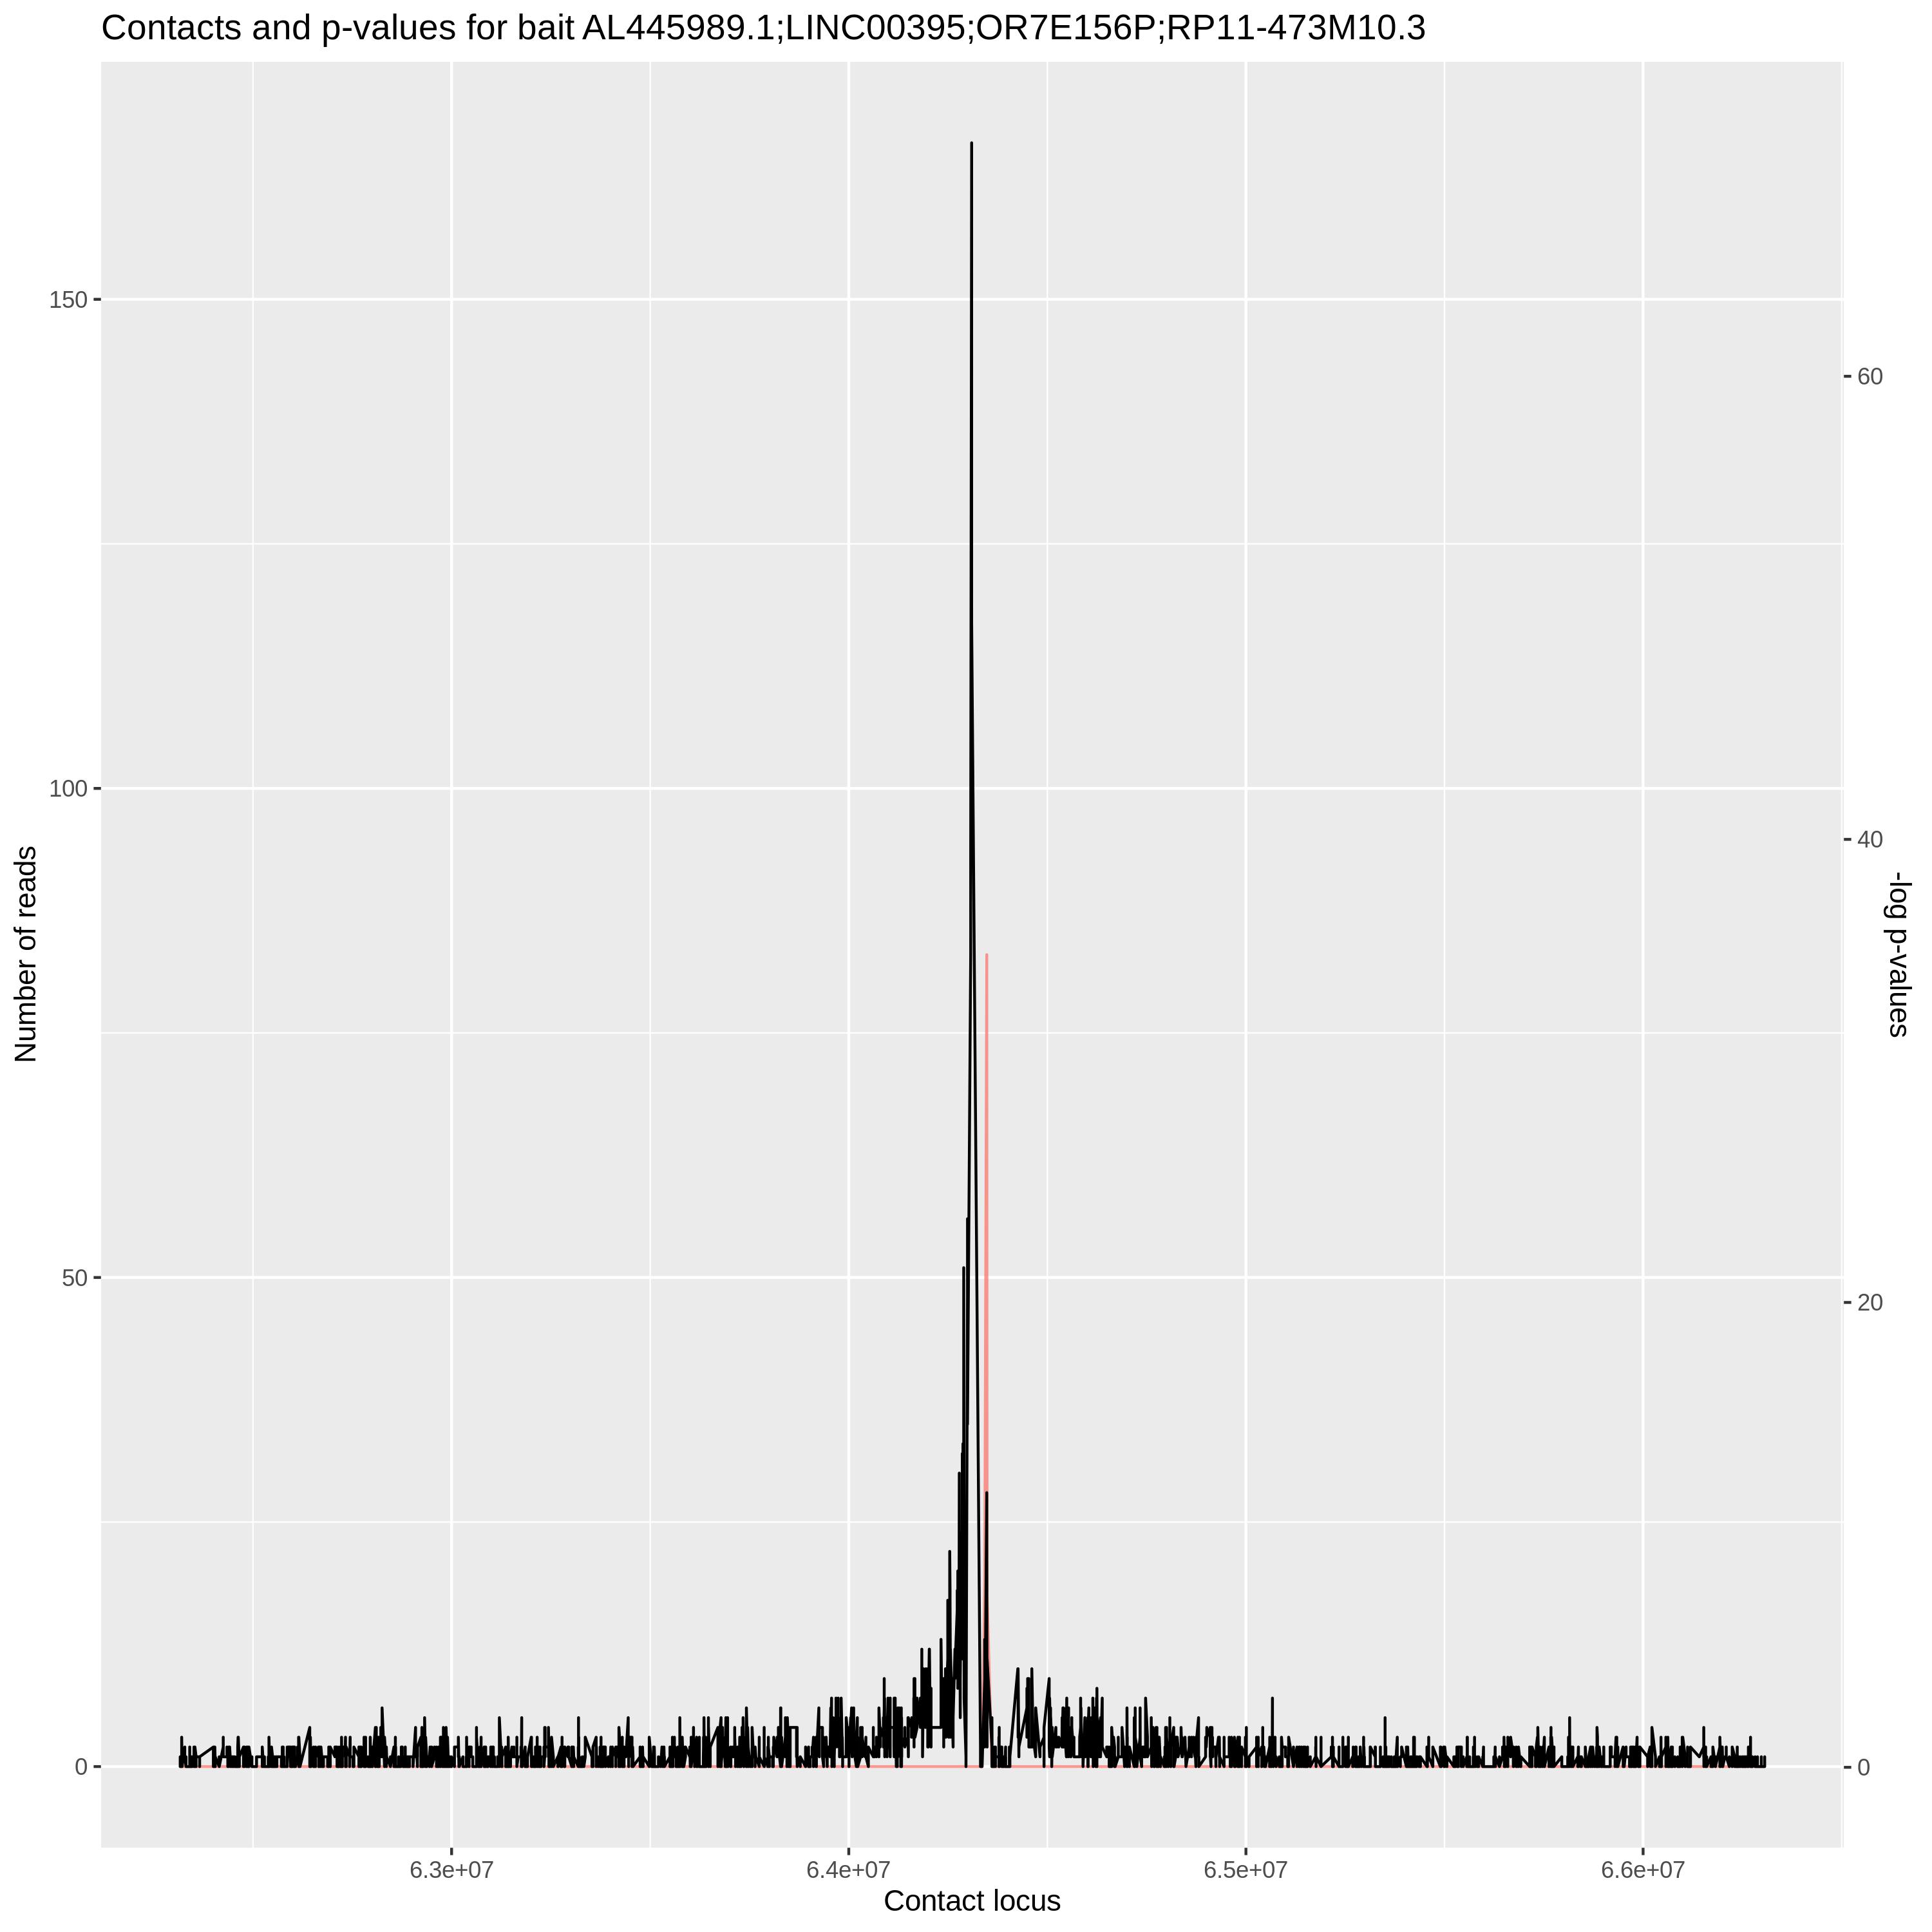 Contacts and p-values for bait AL445989.1;LINC00395;OR7E156P;RP11-473M10.3
150
100
50
0
Number of reads
60
40
20
0
-log p-values
6.3e+07
6.4e+07
6.5e+07
6.6e+07
Contact locus